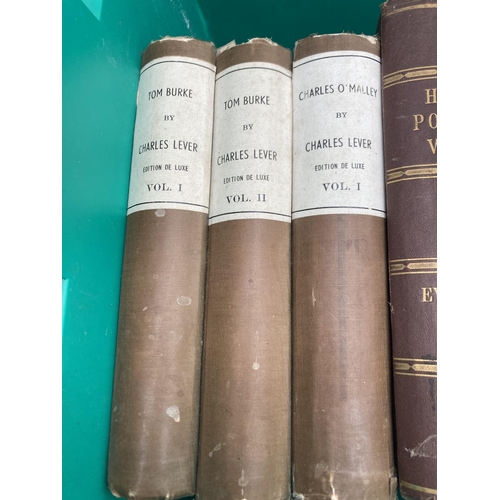 TOM BURKE
BY
CHARLES LEVER
EDITION DE LUXE
VOL. I
TOM BURKE
BY
CHARLES LEVER
EDITION DE LUXE
VOL. II
CHARLES O'MALLEY
BY
CHARLES LEVER
EDITION DE LUXE
VOL. I